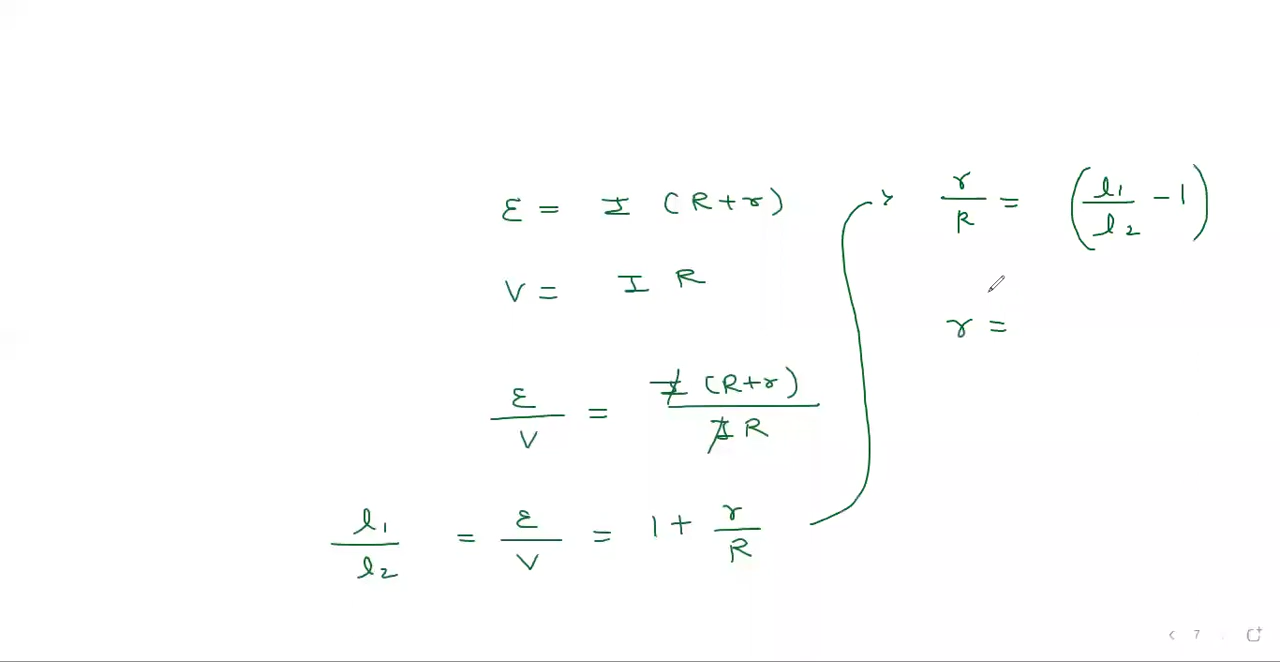 ε = I (R+r)
V = I R
ε/V = I (R+r) / I R
l₁/l₂ = ε/V = 1 + r/R
r/R = (l₁/l₂ - 1)
r =
7